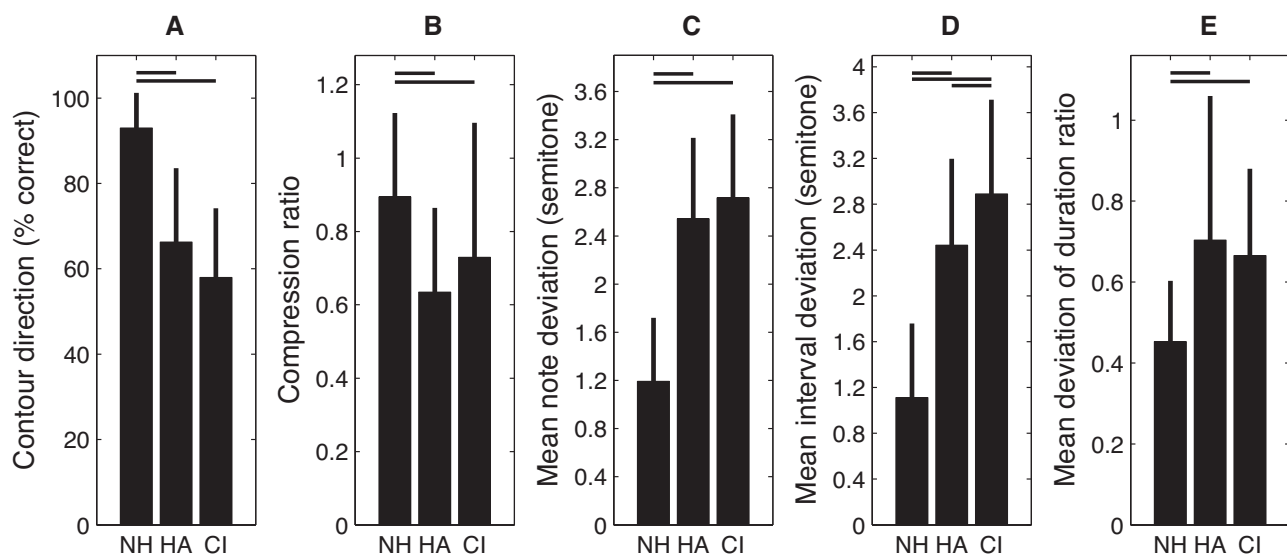 A
B
C
D
E
Contour direction (% correct)
100
80
60
40
20
0
NH HA CI
Compression ratio
1.2
1
0.8
0.6
0.4
0.2
0
NH HA CI
Mean note deviation (semitone)
3.6
3.2
2.8
2.4
2
1.6
1.2
0.8
0.4
0
NH HA CI
Mean interval deviation (semitone)
4
3.6
3.2
2.8
2.4
2
1.6
1.2
0.8
0.4
0
NH HA CI
Mean deviation of duration ratio
1
0.8
0.6
0.4
0.2
0
NH HA CI